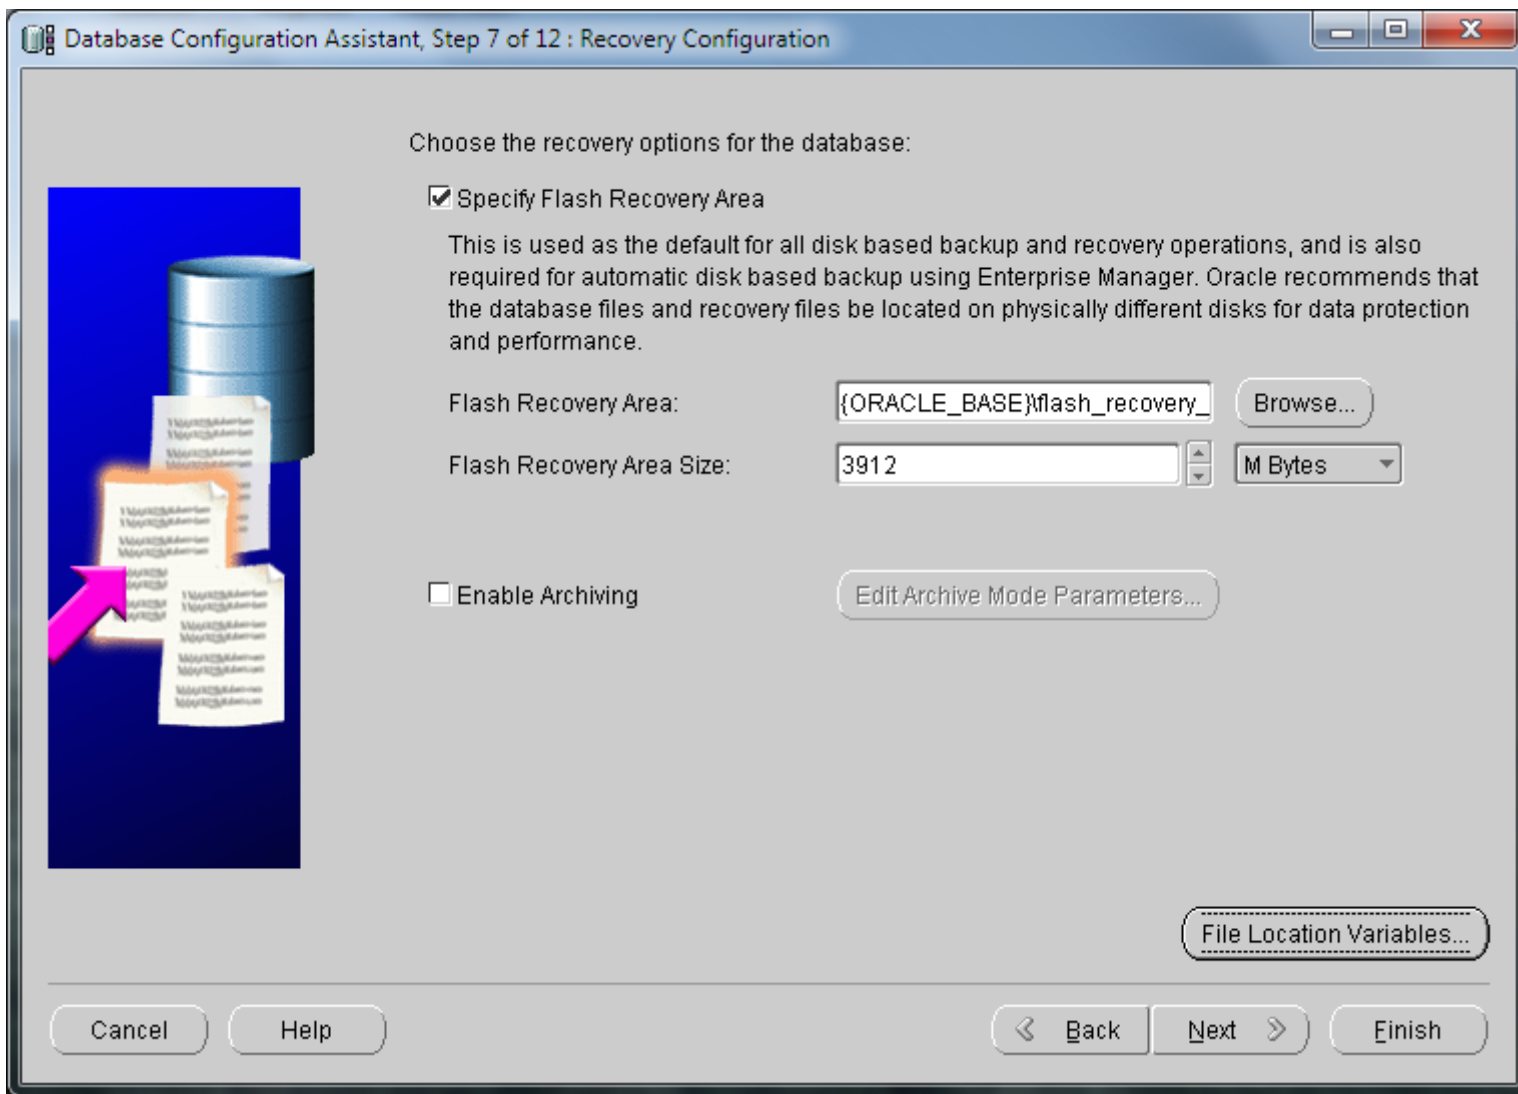 Database Configuration Assistant, Step 7 of 12 : Recovery Configuration
Choose the recovery options for the database:
Specify Flash Recovery Area
This is used as the default for all disk based backup and recovery operations, and is also
required for automatic disk based backup using Enterprise Manager. Oracle recommends that
the database files and recovery files be located on physically different disks for data protection
and performance.
Flash Recovery Area: {ORACLE_BASE}\flash_recovery_ Browse...
Flash Recovery Area Size: 3912 M Bytes
Enable Archiving Edit Archive Mode Parameters...
File Location Variables...
Cancel Help Back Next Finish